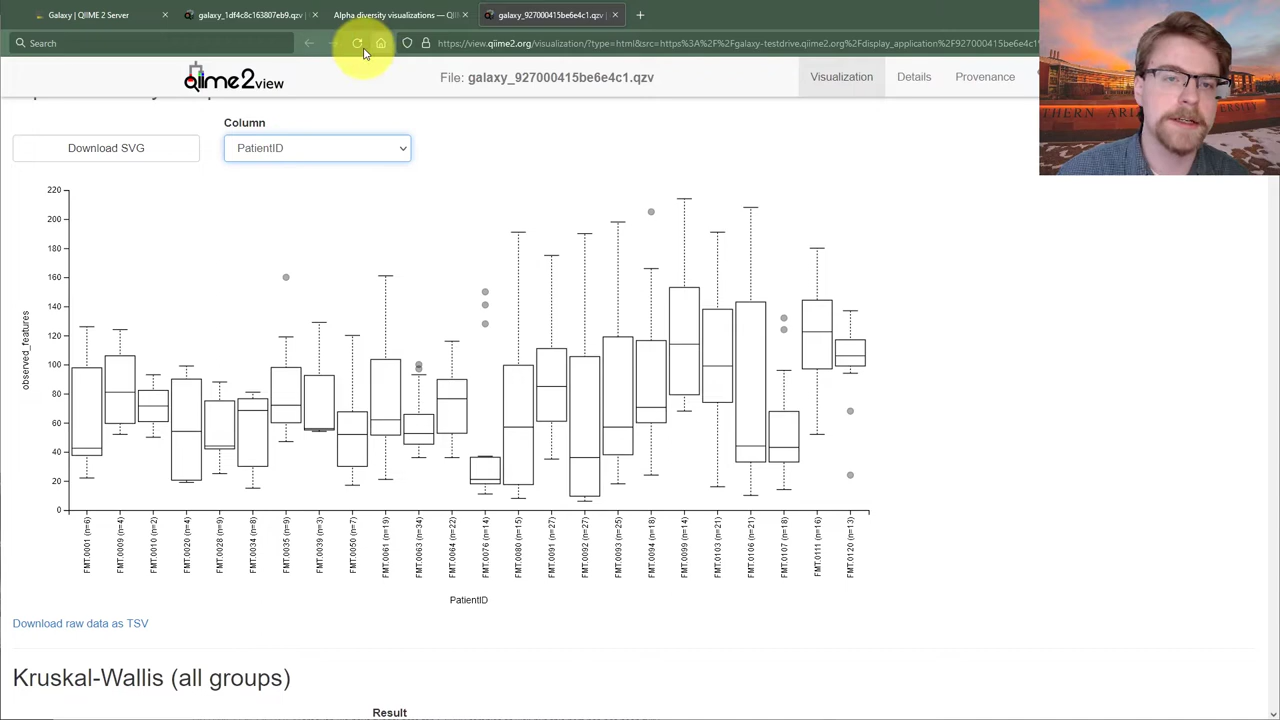 Galaxy | QIIME 2 Server
galaxy_1df4c8c163807eb9.qzv
Alpha diversity visualizations — QI
galaxy_927000415be6e4c1.qzv
Search
https://view.qiime2.org/visualization/?type=html&src=https%3A%2F%2Fgalaxy-testdrive.qiime2.org%2Fdisplay_application%2F927000415be6e4c1
qiime2view
File: galaxy_927000415be6e4c1.qzv
Visualization
Details
Provenance
Column
Download SVG
PatientID
220
200
180
160
140
120
100
80
60
40
20
0
observed_features
FMT.0001 (n=6)
FMT.0009 (n=4)
FMT.0010 (n=2)
FMT.0020 (n=4)
FMT.0028 (n=9)
FMT.0034 (n=8)
FMT.0035 (n=9)
FMT.0039 (n=3)
FMT.0050 (n=7)
FMT.0061 (n=19)
FMT.0063 (n=34)
FMT.0064 (n=22)
FMT.0076 (n=14)
FMT.0080 (n=15)
FMT.0091 (n=27)
FMT.0092 (n=27)
FMT.0093 (n=25)
FMT.0094 (n=18)
FMT.0099 (n=14)
FMT.0103 (n=21)
FMT.0106 (n=21)
FMT.0107 (n=18)
FMT.0111 (n=16)
FMT.0120 (n=13)
PatientID
Download raw data as TSV
Kruskal-Wallis (all groups)
Result